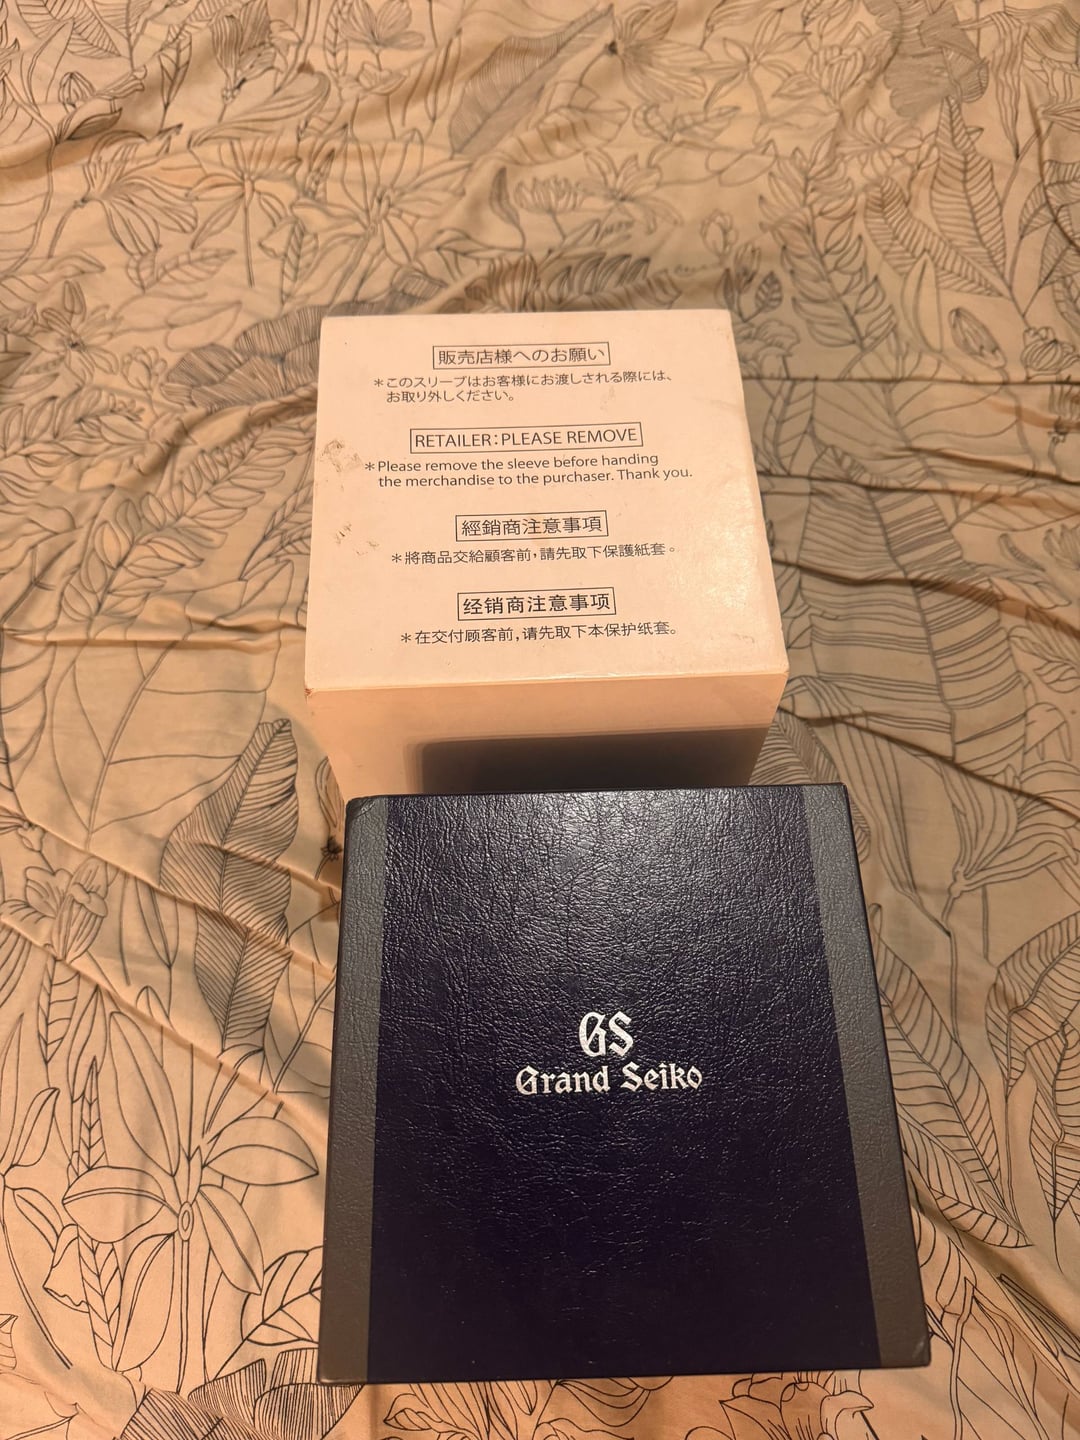 販売店様へのお願い
＊このスリーブはお客様にお渡しされる際には、
お取り外しください。
RETAILER:PLEASE REMOVE
＊Please remove the sleeve before handing
the merchandise to the purchaser. Thank you.
經銷商注意事項
＊將商品交給顧客前，請先取下保護紙套。
经销商注意事项
＊在交付顾客前，请先取下本保护纸套。
GS
Grand Seiko